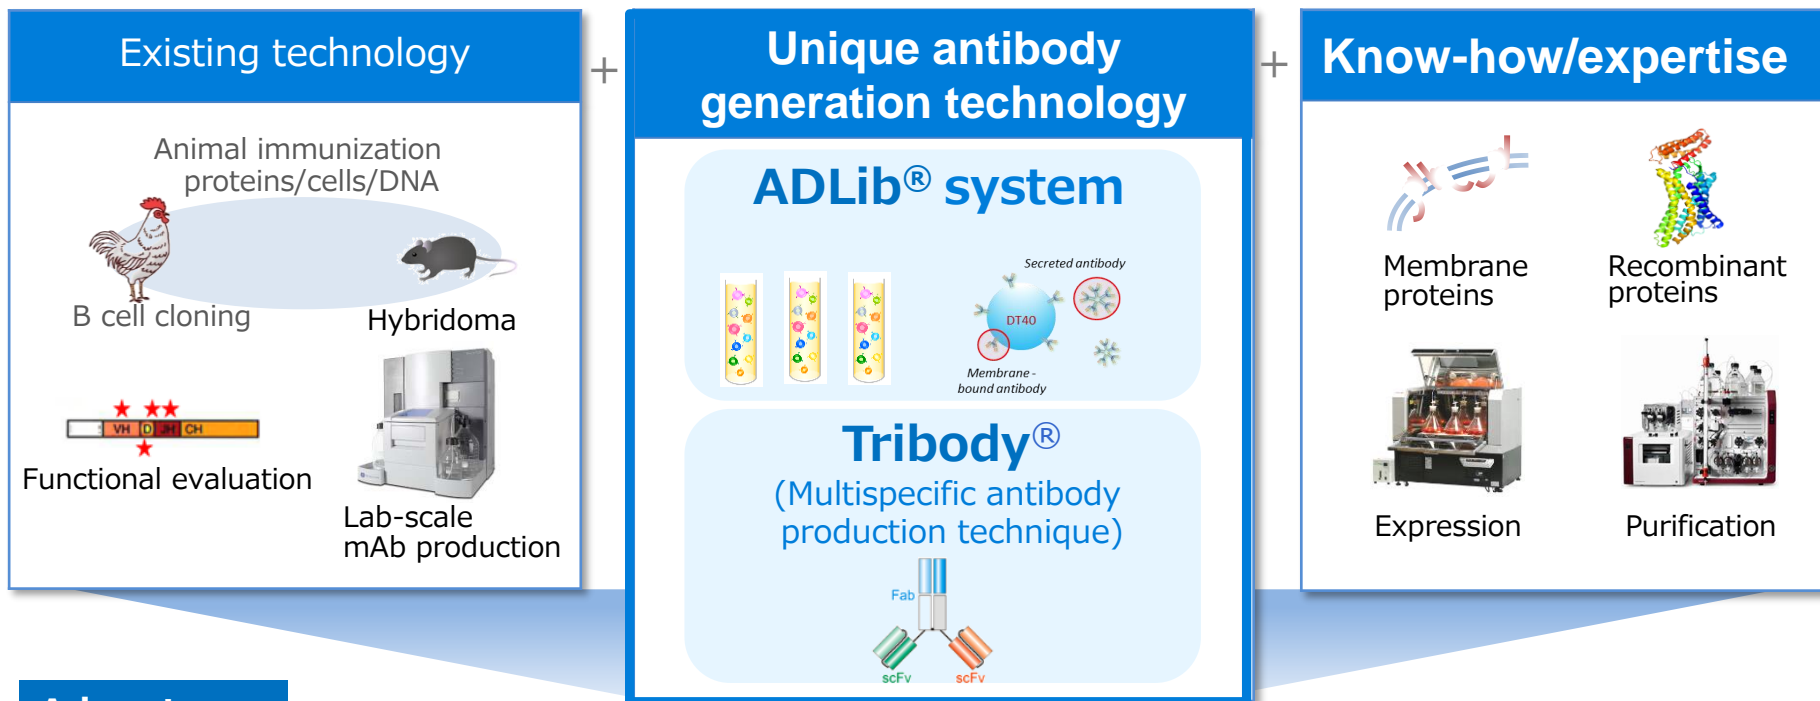 Existing technology
+
Unique antibody
generation technology
+
Know-how/expertise
Animal immunization
proteins/cells/DNA
B cell cloning
Hybridoma
VH D JH CH
Functional evaluation
Lab-scale
mAb production
ADLib® system
Secreted antibody
DT40
Membrane -
bound antibody
Tribody®
(Multispecific antibody
production technique)
Fab
scFv scFv
Membrane
proteins
Recombinant
proteins
Expression
Purification